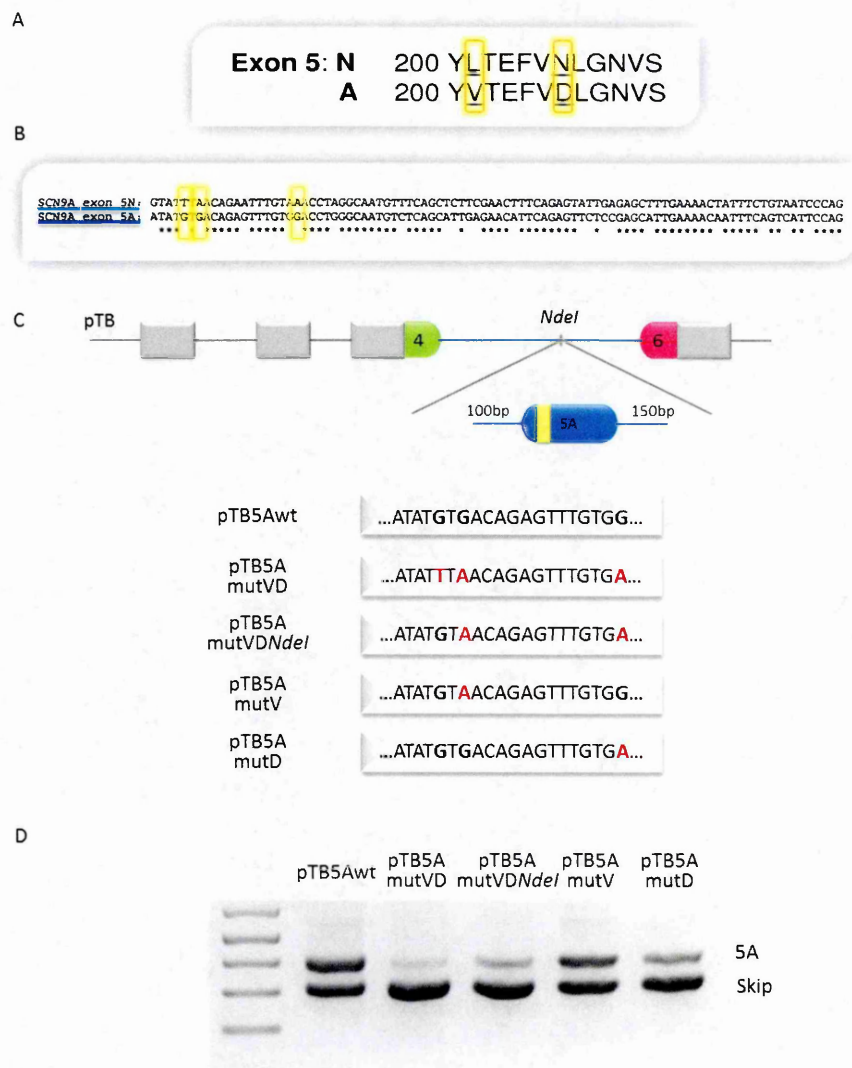 A
Exon 5: N 200 YLTEFVNLGNVS
A 200 YVTEFVDLGNVS
B
SCN9A exon 5N: GTATTTAACAGAATTTGTAAACCTAGGCAATGTTTCAGCTCTTCGAACTTTCAGAGTATTGAGAGCTTTGAAAACTATTTCTGTAATCCCAG
SCN9A exon 5A: ATATGTGACAGAGTTTGTGGACCTGGGCAATGTCTCAGCATTGAGAACATTCAGAGTTCTCCGAGCATTGAAAACAATTTCAGTCATTCCAG
C
pTB
NdeI
4
6
100bp
5A
150bp
pTB5Awt
...ATATGTGACAGAGTTTGTGG...
pTB5A
mutVD
...ATATTTAACAGAGTTTGTGA...
pTB5A
mutVDNdeI
...ATATGTAACAGAGTTTGTGA...
pTB5A
mutV
...ATATGTAACAGAGTTTGTGG...
pTB5A
mutD
...ATATGTGACAGAGTTTGTGA...
D
pTB5Awt
pTB5A
mutVD
pTB5A
mutVDNdeI
pTB5A
mutV
pTB5A
mutD
5A
Skip